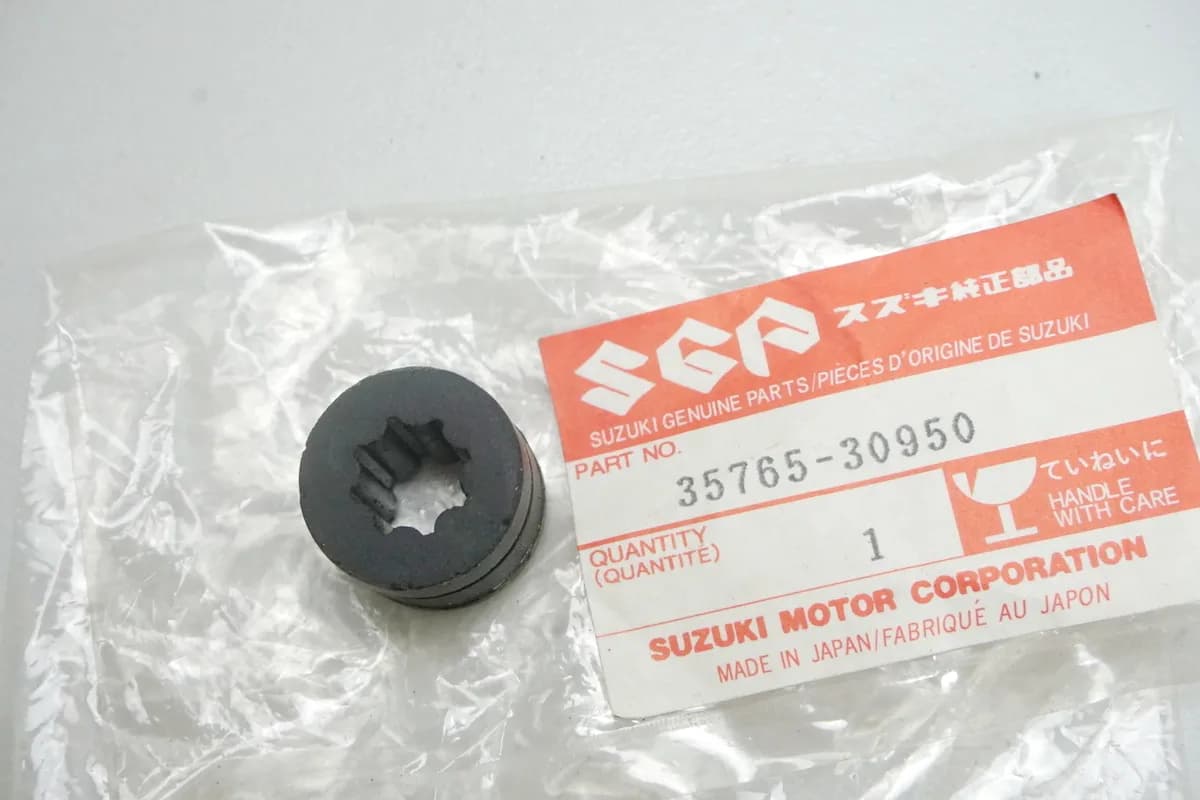 SGP スズキ純正部品
SUZUKI GENUINE PARTS/PIÈCES D'ORIGINE DE SUZUKI
PART NO.
35765-30950
QUANTITY
(QUANTITE)
1
ていねいに
HANDLE
WITH CARE
SUZUKI MOTOR CORPORATION
MADE IN JAPAN/FABRIQUÉ AU JAPON